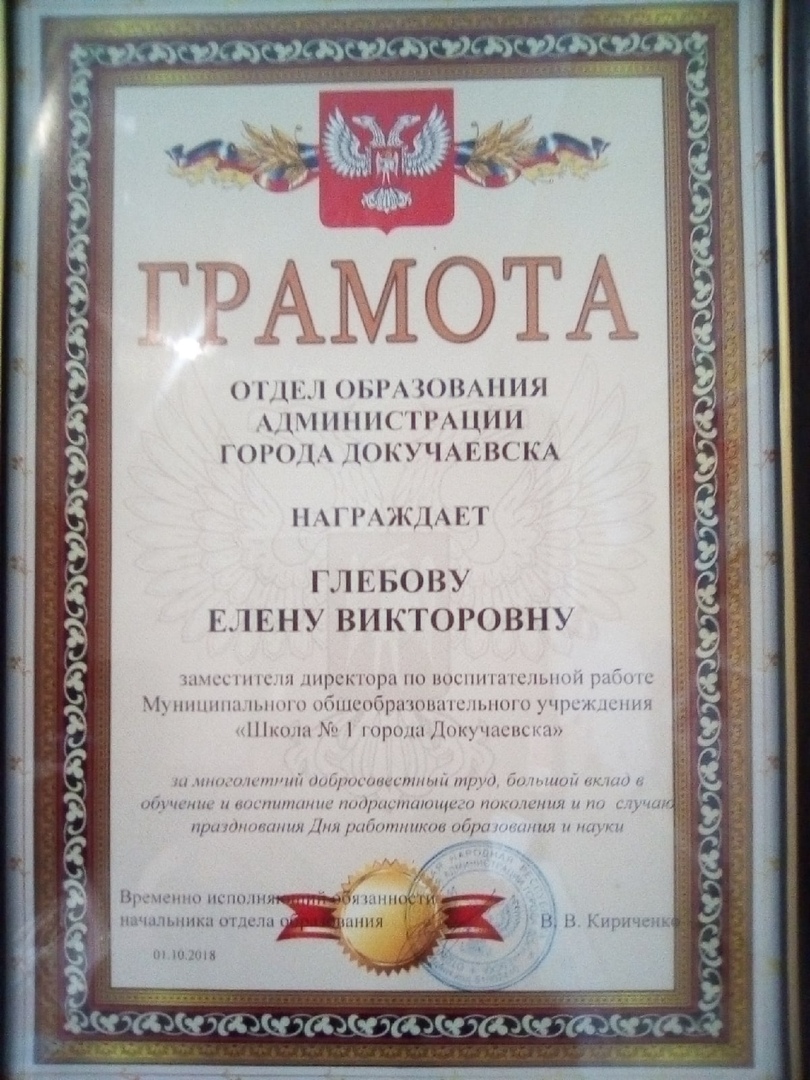 ГРАМОТА
ОТДЕЛ ОБРАЗОВАНИЯ
АДМИНИСТРАЦИИ
ГОРОДА ДОКУЧАЕВСКА
НАГРАЖДАЕТ
ГЛЕБОВУ
ЕЛЕНУ ВИКТОРОВНУ
заместителя директора по воспитательной работе
Муниципального общеобразовательного учреждения
«Школа № 1 города Докучаевска»
за многолетний добросовестный труд, большой вклад в
обучение и воспитание подрастающего поколения и по случаю
празднования Дня работников образования и науки
Временно исполняющий обязанности
начальника отдела образования В. В. Кириченко
01.10.2018